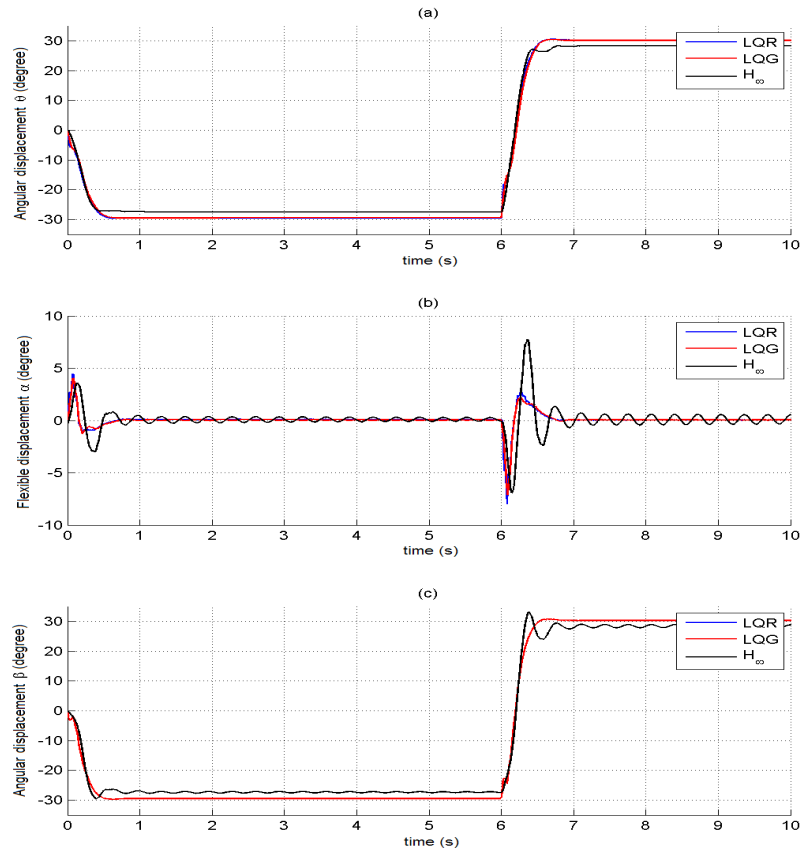 (a)
Angular displacement θ (degree)
30
20
10
0
-10
-20
-30
0 1 2 3 4 5 6 7 8 9 10
time (s)
LQR
LQG
H∞
(b)
Flexible displacement α (degree)
10
5
0
-5
-10
0 1 2 3 4 5 6 7 8 9 10
time (s)
LQR
LQG
H∞
(c)
Angular displacement β (degree)
30
20
10
0
-10
-20
-30
0 1 2 3 4 5 6 7 8 9 10
time (s)
LQR
LQG
H∞